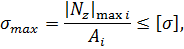 σ_max = |N_z|_max i / A_i ≤ [σ],